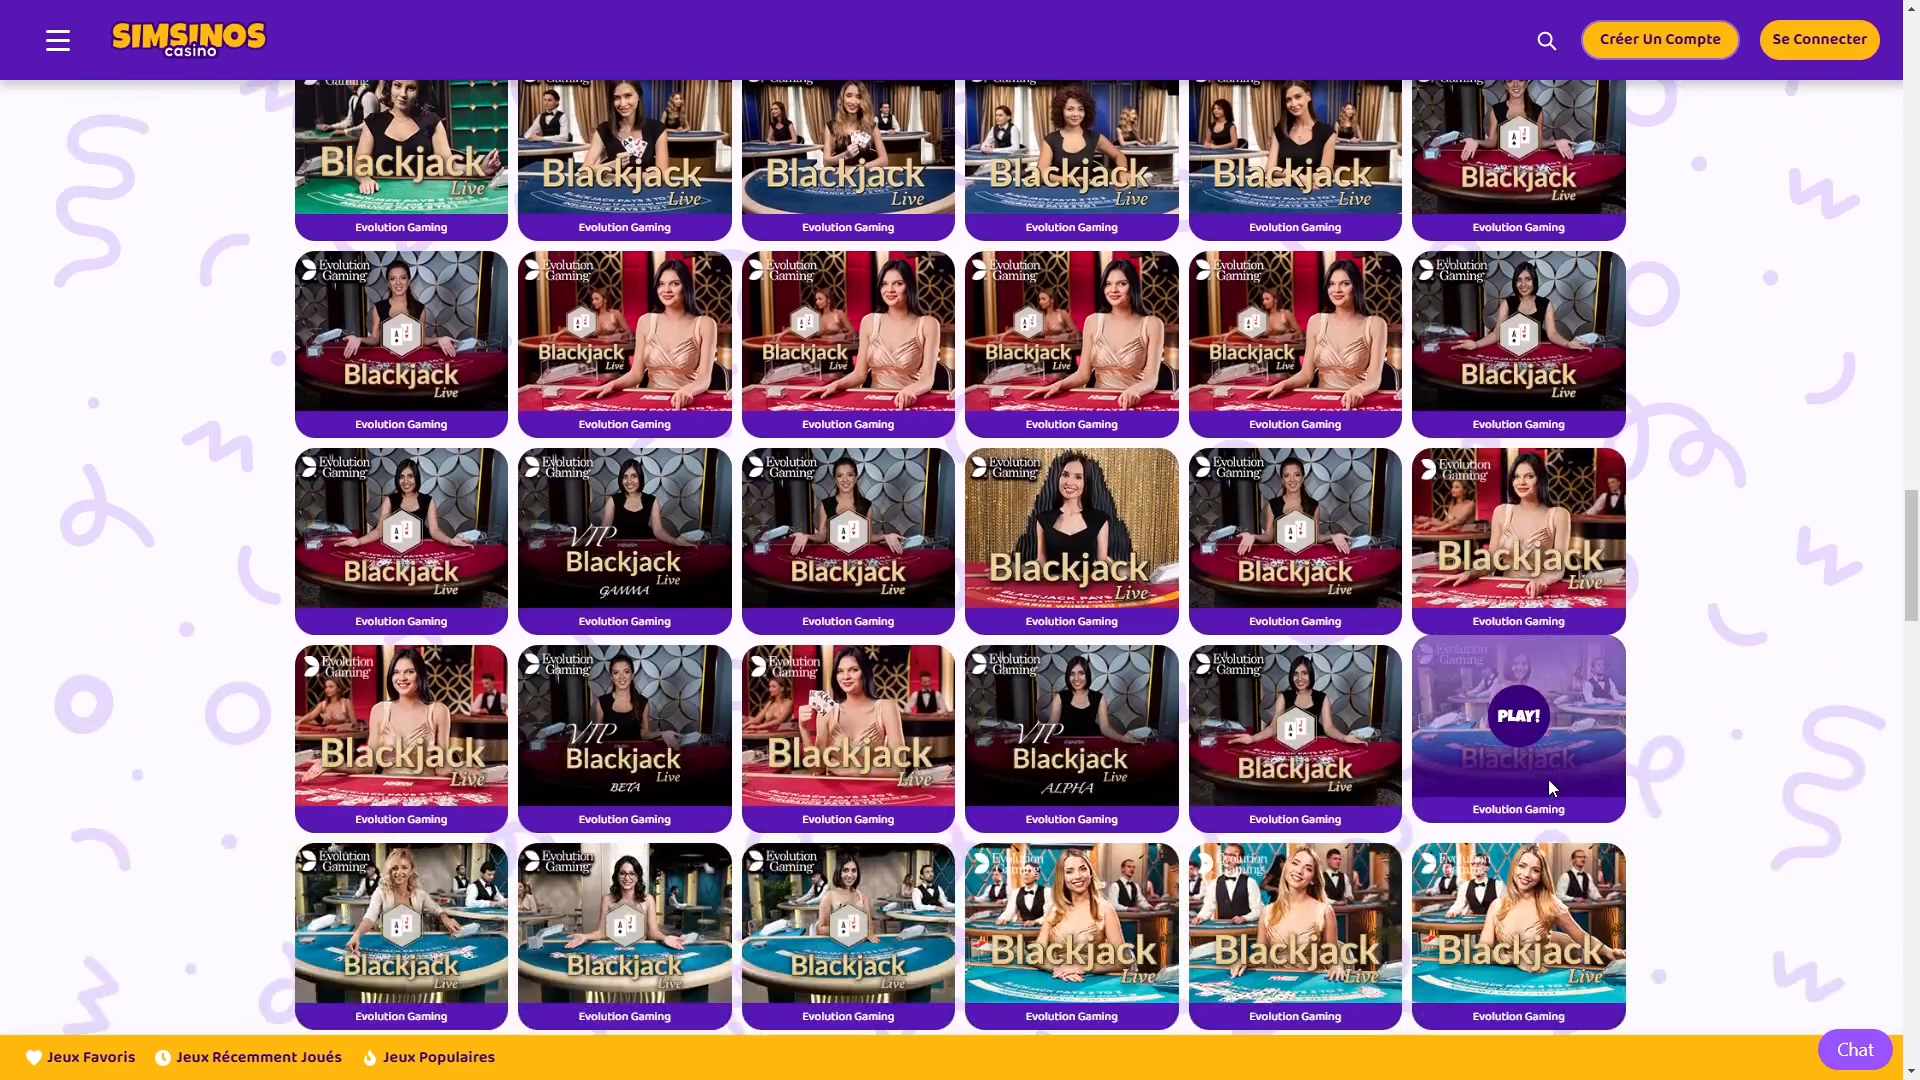 SIMSINOS
casino
Créer Un Compte
Se Connecter
Blackjack
Live
Evolution Gaming
Blackjack
Live
Evolution Gaming
Blackjack
Live
Evolution Gaming
Blackjack
Live
Evolution Gaming
Blackjack
Live
Evolution Gaming
Blackjack
Live
Evolution Gaming
Evolution
Gaming
Blackjack
Live
Evolution Gaming
Evolution
Gaming
Blackjack
Live
Evolution Gaming
Evolution
Gaming
Blackjack
Live
Evolution Gaming
Evolution
Gaming
Blackjack
Live
Evolution Gaming
Evolution
Gaming
Blackjack
Live
Evolution Gaming
Evolution
Gaming
Blackjack
Live
Evolution Gaming
Evolution
Gaming
Blackjack
Live
Evolution Gaming
Evolution
Gaming
VIP
Blackjack
Live
GAMMA
Evolution Gaming
Evolution
Gaming
Blackjack
Live
Evolution Gaming
Evolution
Gaming
Blackjack
Live
Evolution Gaming
Evolution
Gaming
Blackjack
Live
Evolution Gaming
Evolution
Gaming
Blackjack
Live
Evolution Gaming
Evolution
Gaming
Blackjack
Live
Evolution Gaming
Evolution
Gaming
VIP
Blackjack
Live
BETA
Evolution Gaming
Evolution
Gaming
Blackjack
Live
Evolution Gaming
Evolution
Gaming
VIP
Blackjack
Live
ALPHA
Evolution Gaming
Evolution
Gaming
Blackjack
Live
Evolution Gaming
Evolution
Gaming
PLAY!
Blackjack
Evolution Gaming
Evolution
Gaming
Blackjack
Live
Evolution Gaming
Evolution
Gaming
Blackjack
Live
Evolution Gaming
Evolution
Gaming
Blackjack
Live
Evolution Gaming
Evolution
Gaming
Blackjack
Live
Evolution Gaming
Evolution
Gaming
Blackjack
Live
Evolution Gaming
Evolution
Gaming
Blackjack
Live
Evolution Gaming
Jeux Favoris
Jeux Récemment Joués
Jeux Populaires
Chat